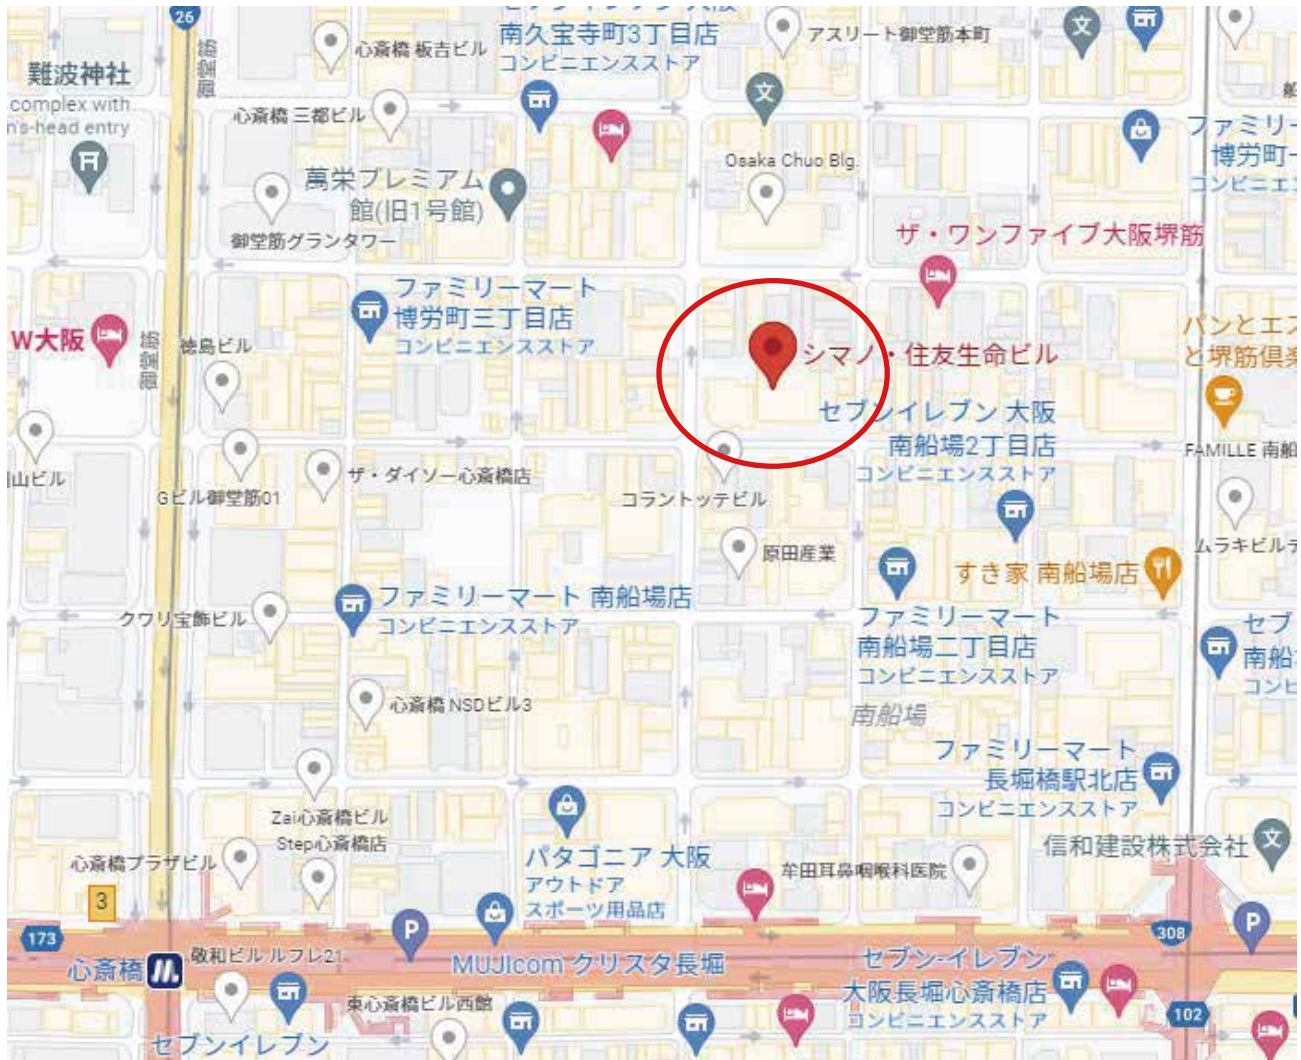 26
南久宝寺町3丁目店
コンビニエンスストア
心斎橋 板吉ビル
アスリート御堂筋本町
難波神社
complex with
n's-head entry
御堂筋
心斎橋 三都ビル
Osaka Chuo Blg.
ファミリー
博労町一
コンビニエン
萬栄プレミアム
館(旧1号館)
御堂筋グランタワー
ザ・ワンファイブ大阪堺筋
ファミリーマート
博労町三丁目店
コンビニエンスストア
W大阪
御堂筋
徳島ビル
シマノ・住友生命ビル
パンとエス
と堺筋倶楽
セブンイレブン 大阪
南船場2丁目店
コンビニエンスストア
FAMILLE 南船
山ビル
Gビル御堂筋01
ザ・ダイソー心斎橋店
コラントッテビル
原田産業
ムラキビルデ
すき家 南船場店
ファミリーマート 南船場店
コンビニエンスストア
クワリ宝飾ビル
ファミリーマート
南船場二丁目店
コンビニエンスストア
セブ
南船
コンビ
心斎橋 NSDビル3
南船場
ファミリーマート
長堀橋駅北店
コンビニエンスストア
Zai心斎橋ビル
Step心斎橋店
心斎橋プラザビル
パタゴニア 大阪
アウトドア
スポーツ用品店
牟田耳鼻咽喉科医院
信和建設株式会社
3
P
P
173
308
心斎橋
敬和ビル ルフレ21
MUJIcom クリスタ長堀
セブン-イレブン
大阪長堀心斎橋店
コンビニエンスストア
東心斎橋ビル西館
102
セブンイレブン